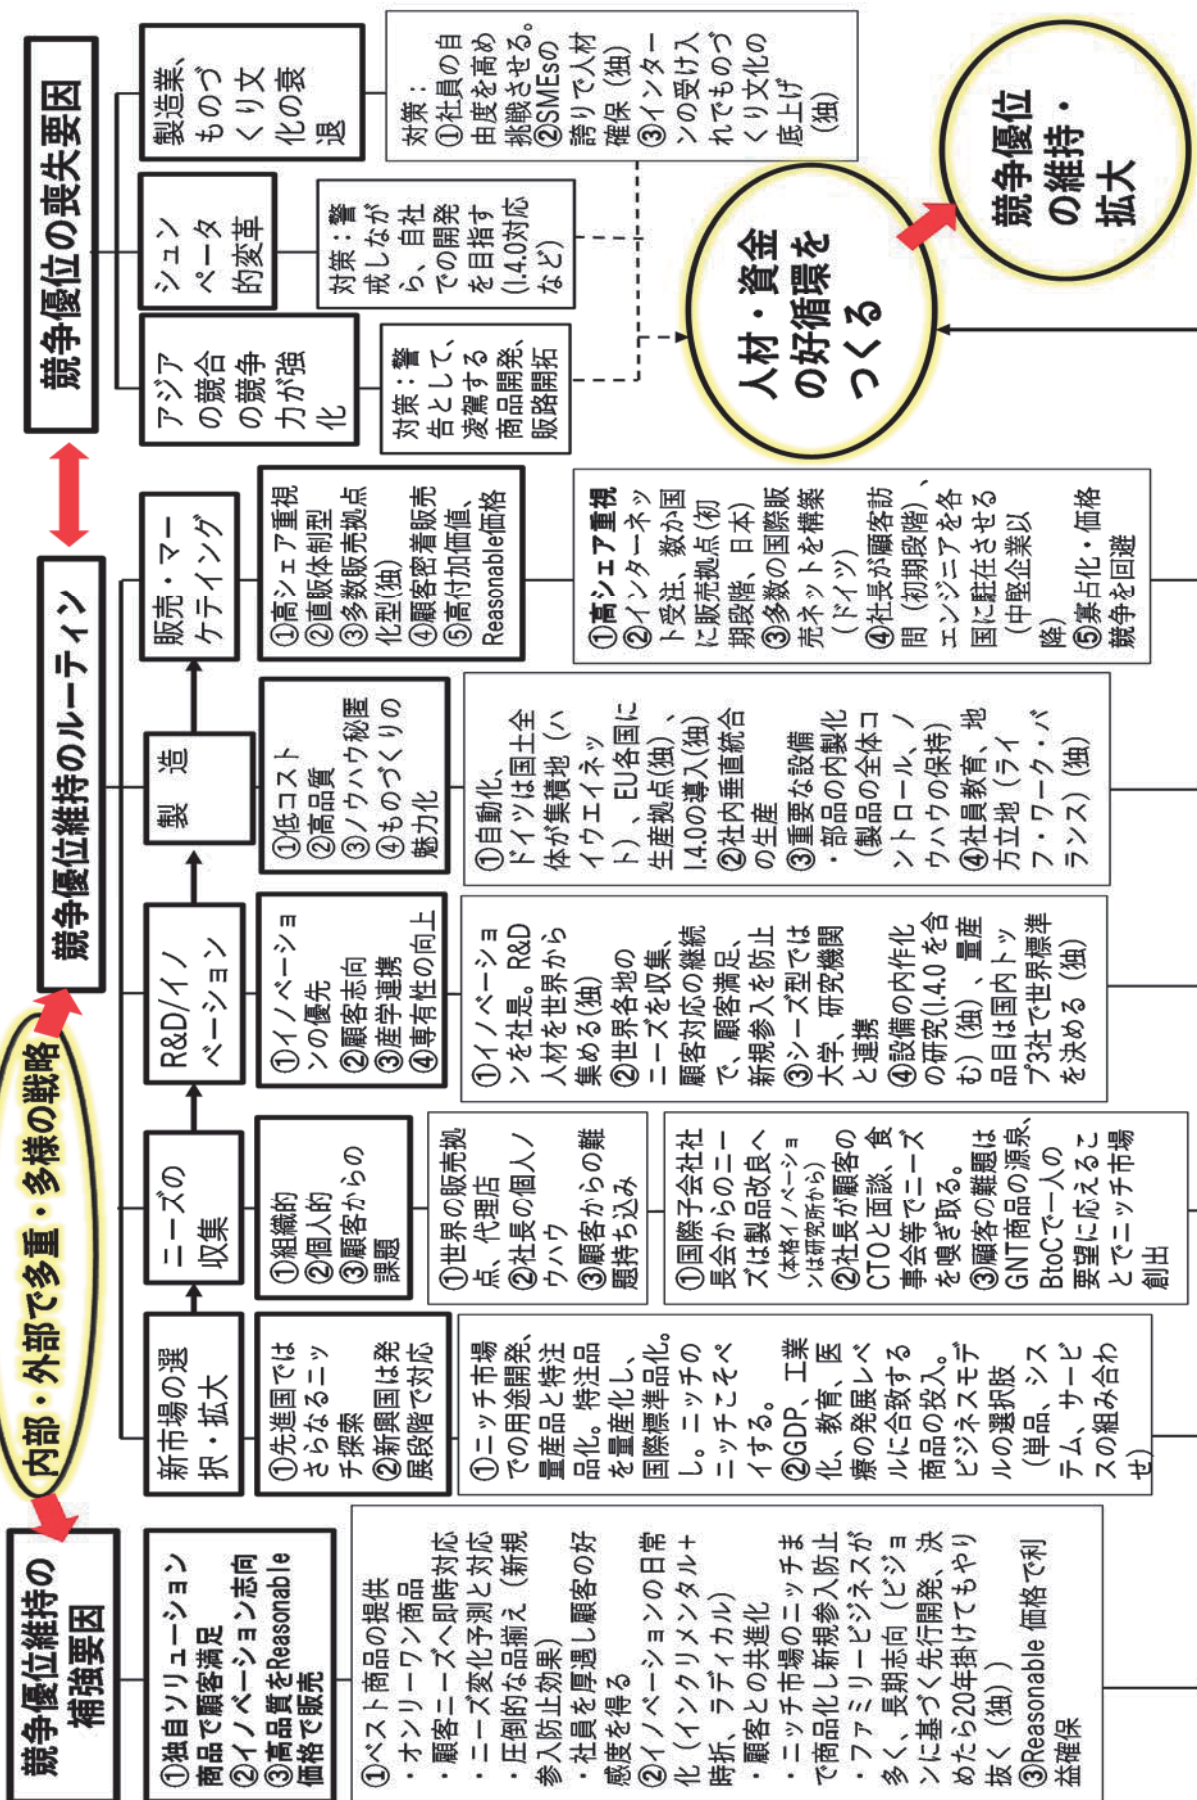 内部・外部で多重・多様の戦略
競争優位維持の
補強要因
①独自ソリューション
商品で顧客満足
②イノベーション志向
③高品質をReasonable
価格で販売
①ベスト商品の提供
・オンリーワン商品
・顧客ニーズへ即時対応
・ニーズ変化予測と対応
・圧倒的な品揃え（新規
参入防止効果）
・社員を厚遇し顧客の好
感度を得る
②イノベーションの日常
化（インクリメンタル＋
時折、ラディカル）
・顧客との共進化
・ニッチ市場のニッチま
で商品化し新規参入防止
・ファミリービジネスが
多く、長期志向（ビジョ
ンに基づく先行開発、決
めたら20年掛けてもやり
抜く（独））
③Reasonable 価格で利
益確保
競争優位維持のルーティン
新市場の選
択・拡大
①先進国では
さらなるニッ
チ探索
②新興国は発
展段階で対応
①ニッチ市場
での用途開発、
量産品と特注
品化。特注品
を量産化し、
国際標準品化。
し。ニッチの
ニッチこそペ
イする。
②GDP、工業
化、教育、医
療の発展レベ
ルに合致する
商品の投入。
ビジネスモデ
ルの選択肢
（単品、シス
テム、サービ
スの組み合わ
せ）
ニーズの
収集
①組織的
②個人的
③顧客からの
課題
①世界の販売拠
点、代理店
②社長の個人ノ
ウハウ
③顧客からの難
題持ち込み
①国際子会社社
長会からのニー
ズは製品改良へ
（本格イノベーショ
ンは研究所から）
②社長が顧客の
CTOと面談、食
事会等でニーズ
を嗅ぎ取る。
③顧客の難題は
GNT商品の源泉、
BtoCで一人の
要望に応えるこ
とでニッチ市場
創出
R&D/イノ
ベーション
①イノベーショ
ンの優先
②顧客志向
③産学連携
④専有性の向上
①イノベーショ
ンを社是。R&D
人材を世界から
集める(独)
②世界各地の
ニーズを収集、
顧客対応の継続
で、顧客満足、
新規参入を防止
③シーズ型では
大学、研究機関
と連携
④設備の内作化
の研究(I.4.0 を含
む）（独）、量産
品目は国内トッ
プ3社で世界標準
を決める（独）
製　造
①低コスト
②高品質
③ノウハウ秘匿
④ものづくりの
魅力化
①自動化、
ドイツは国土全
体が集積地（ハ
イウエイネッ
ト）、EU各国に
生産拠点(独）、
I.4.0の導入(独）
②社内垂直統合
の生産
③重要な設備
・部品の内製化
（製品の全体コ
ントロール、ノ
ウハウの保持）
④社員教育、地
方立地（ライ
フ・ワーク・バ
ランス）（独）
販売・マー
ケティング
①高シェア重視
②直販体制型
③多数販売拠点
化型(独）
④顧客密着販売
⑤高付加価値、
Reasonable価格
①高シェア重視
②インターネッ
ト受注、数か国
に販売拠点（初
期段階、日本）
③多数の国際販
売ネットを構築
（ドイツ）
④社長が顧客訪
問（初期段階）、
エンジニアを各
国に駐在させる
（中堅企業以
降）
⑤寡占化・価格
競争を回避
競争優位の喪失要因
アジア
の競合
の競争
力が強
化
対策：警
告として、
凌駕する
商品開発、
販路開拓
シュン
ペータ
的変革
対策：警
戒しなが
ら、自社
での開発
を目指す
(I.4.0対応
など）
製造業、
ものづ
くり文
化の衰
退
対策：
①社員の自
由度を高め
挑戦させる。
②SMEsの
誇りで人材
確保（独）
③インター
ンの受け入
れでものづ
くり文化の
底上げ
（独）
人材・資金
の好循環を
つくる
競争優位
の維持・
拡大